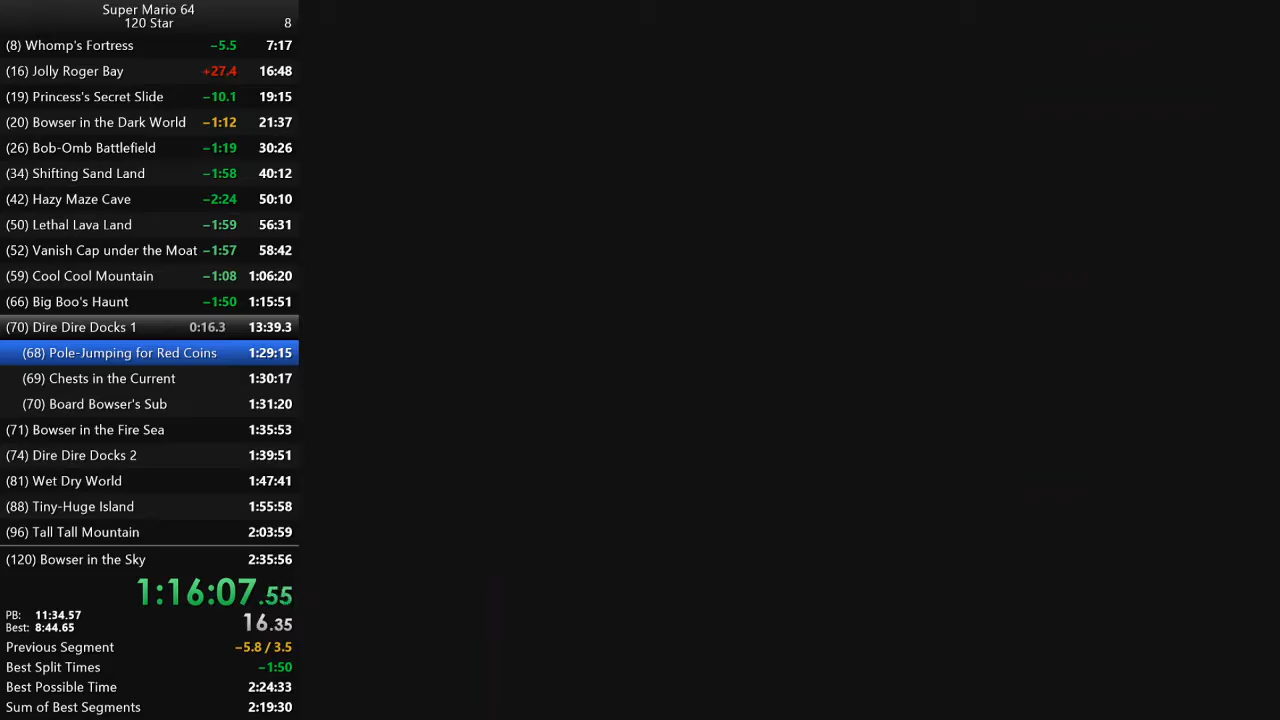 Super Mario 64
120 Star 8
(8) Whomp's Fortress −5.5 7:17
(16) Jolly Roger Bay +27.4 16:48
(19) Princess's Secret Slide −10.1 19:15
(20) Bowser in the Dark World −1:12 21:37
(26) Bob-Omb Battlefield −1:19 30:26
(34) Shifting Sand Land −1:58 40:12
(42) Hazy Maze Cave −2:24 50:10
(50) Lethal Lava Land −1:59 56:31
(52) Vanish Cap under the Moat −1:57 58:42
(59) Cool Cool Mountain −1:08 1:06:20
(66) Big Boo's Haunt −1:50 1:15:51
(70) Dire Dire Docks 1 0:16.3 13:39.3
(68) Pole-Jumping for Red Coins 1:29:15
(69) Chests in the Current 1:30:17
(70) Board Bowser's Sub 1:31:20
(71) Bowser in the Fire Sea 1:35:53
(74) Dire Dire Docks 2 1:39:51
(81) Wet Dry World 1:47:41
(88) Tiny-Huge Island 1:55:58
(96) Tall Tall Mountain 2:03:59
(120) Bowser in the Sky 2:35:56
1:16:07.55
PB: 11:34.57
Best: 8:44.65 16.35
Previous Segment −5.8 / 3.5
Best Split Times −1:50
Best Possible Time 2:24:33
Sum of Best Segments 2:19:30